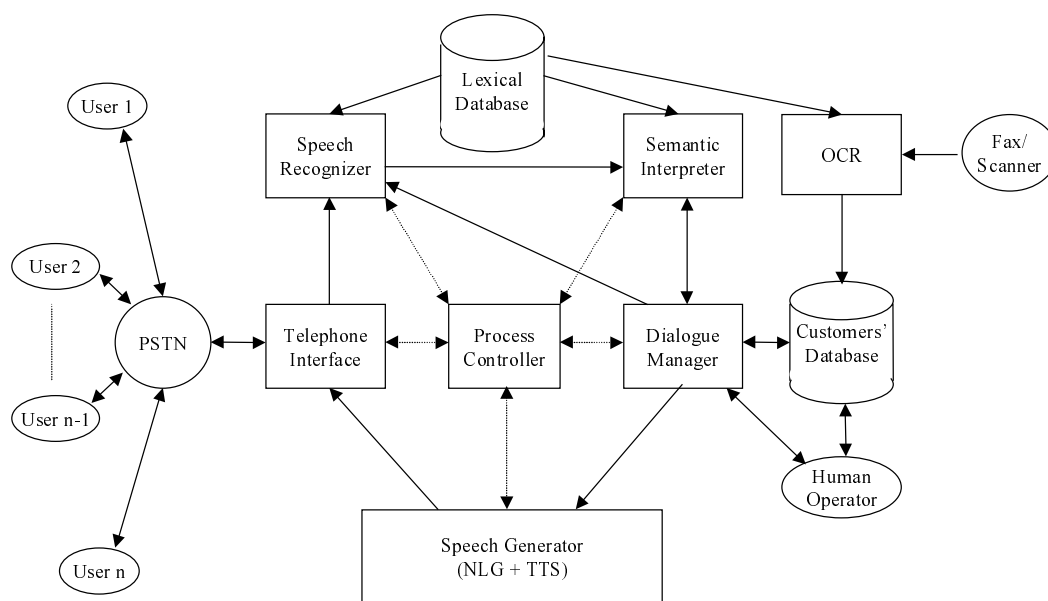 Lexical
Database
User 1
Speech
Recognizer
Semantic
Interpreter
OCR
Fax/
Scanner
User 2
PSTN
Telephone
Interface
Process
Controller
Dialogue
Manager
Customers'
Database
User n-1
Human
Operator
Speech Generator
(NLG + TTS)
User n